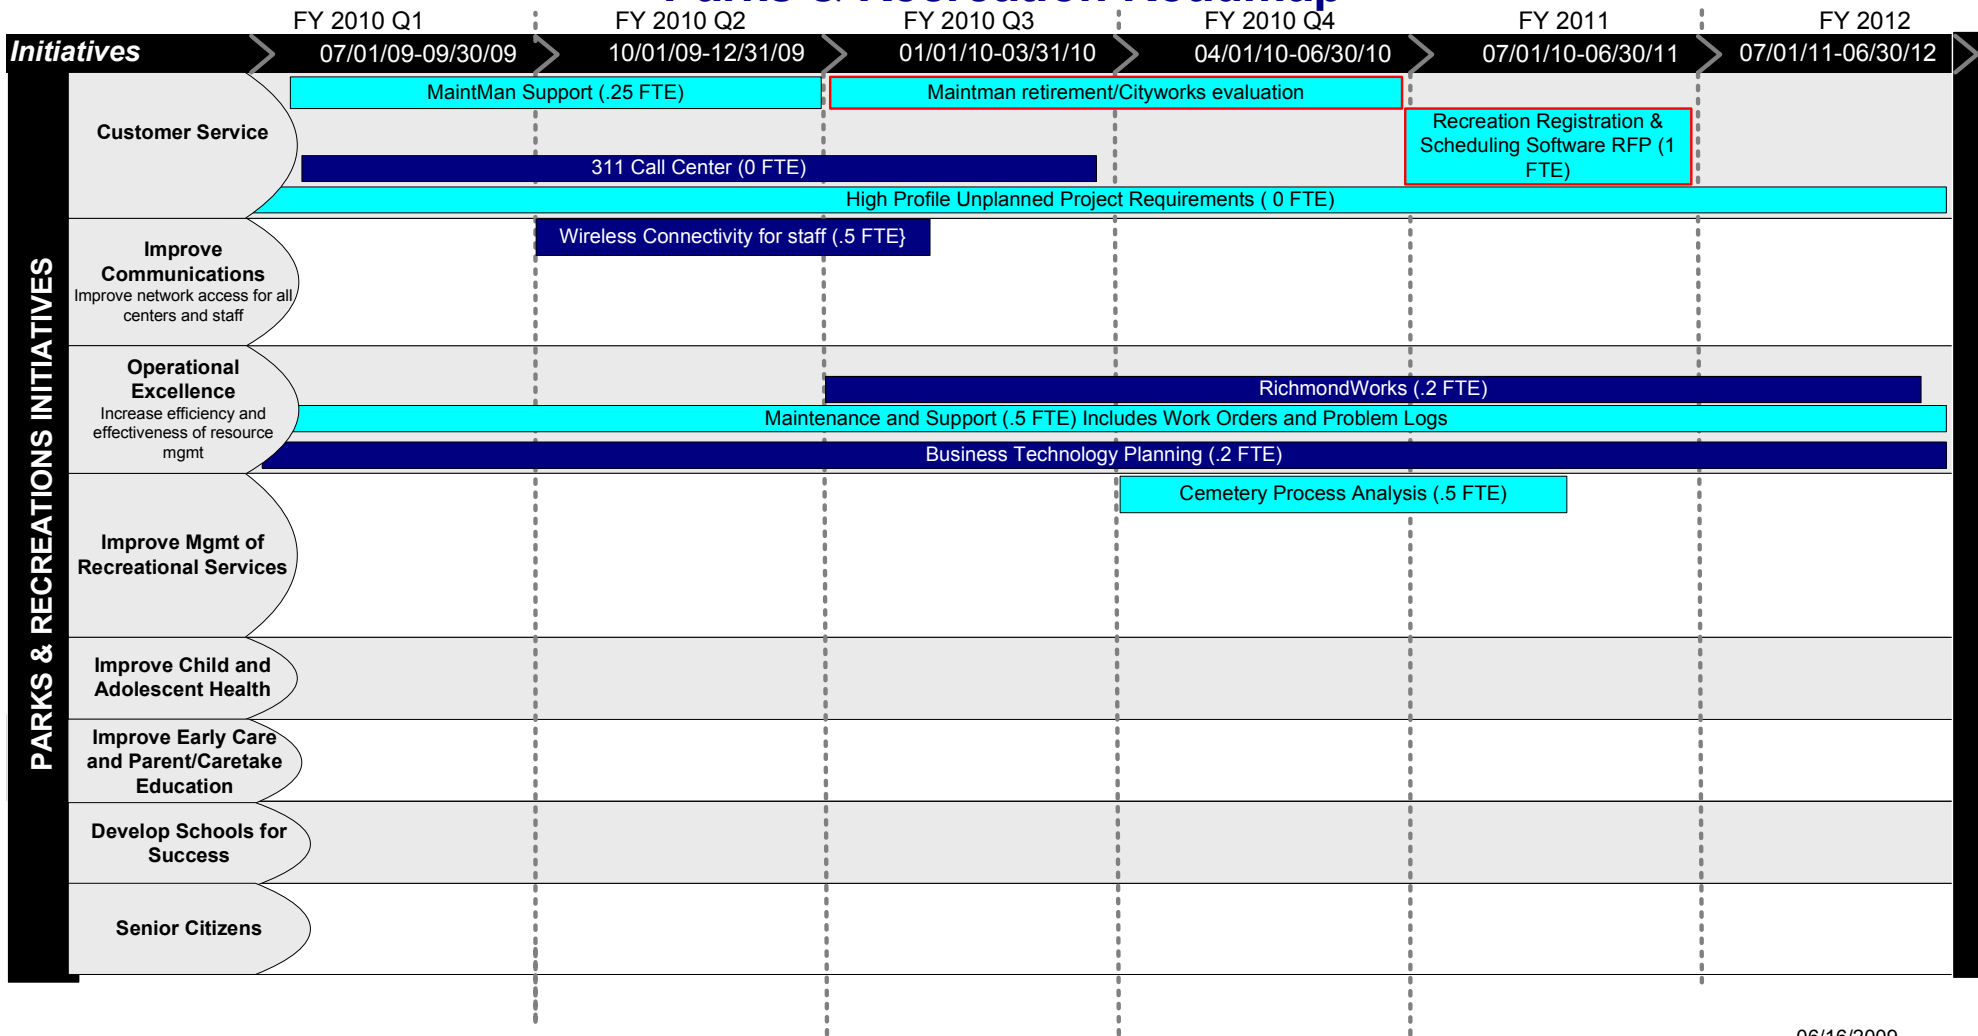 Parks & Recreation Roadmap
FY 2010 Q1
FY 2010 Q2
FY 2010 Q3
FY 2010 Q4
FY 2011
FY 2012
Initiatives
07/01/09-09/30/09
10/01/09-12/31/09
01/01/10-03/31/10
04/01/10-06/30/10
07/01/10-06/30/11
07/01/11-06/30/12
PARKS & RECREATIONS INITIATIVES
Customer Service
MaintMan Support (.25 FTE)
Maintman retirement/Cityworks evaluation
Recreation Registration &
Scheduling Software RFP (1
FTE)
311 Call Center (0 FTE)
High Profile Unplanned Project Requirements ( 0 FTE)
Improve
Communications
Improve network access for all
centers and staff
Wireless Connectivity for staff (.5 FTE}
Operational
Excellence
Increase efficiency and
effectiveness of resource
mgmt
RichmondWorks (.2 FTE)
Maintenance and Support (.5 FTE) Includes Work Orders and Problem Logs
Business Technology Planning (.2 FTE)
Improve Mgmt of
Recreational Services
Cemetery Process Analysis (.5 FTE)
Improve Child and
Adolescent Health
Improve Early Care
and Parent/Caretake
Education
Develop Schools for
Success
Senior Citizens
06/16/2009